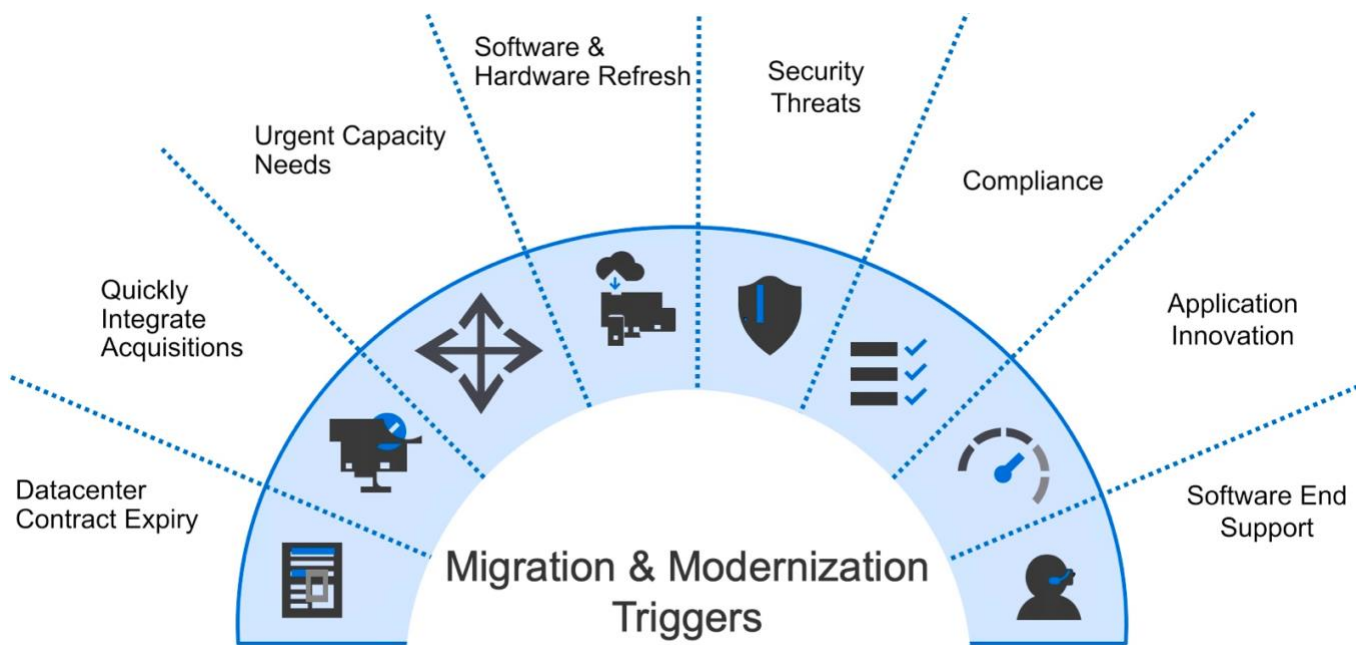 Software &
Hardware Refresh
Security
Threats
Urgent Capacity
Needs
Compliance
Quickly
Integrate
Acquisitions
Application
Innovation
Datacenter
Contract Expiry
Software End
Support
Migration & Modernization
Triggers